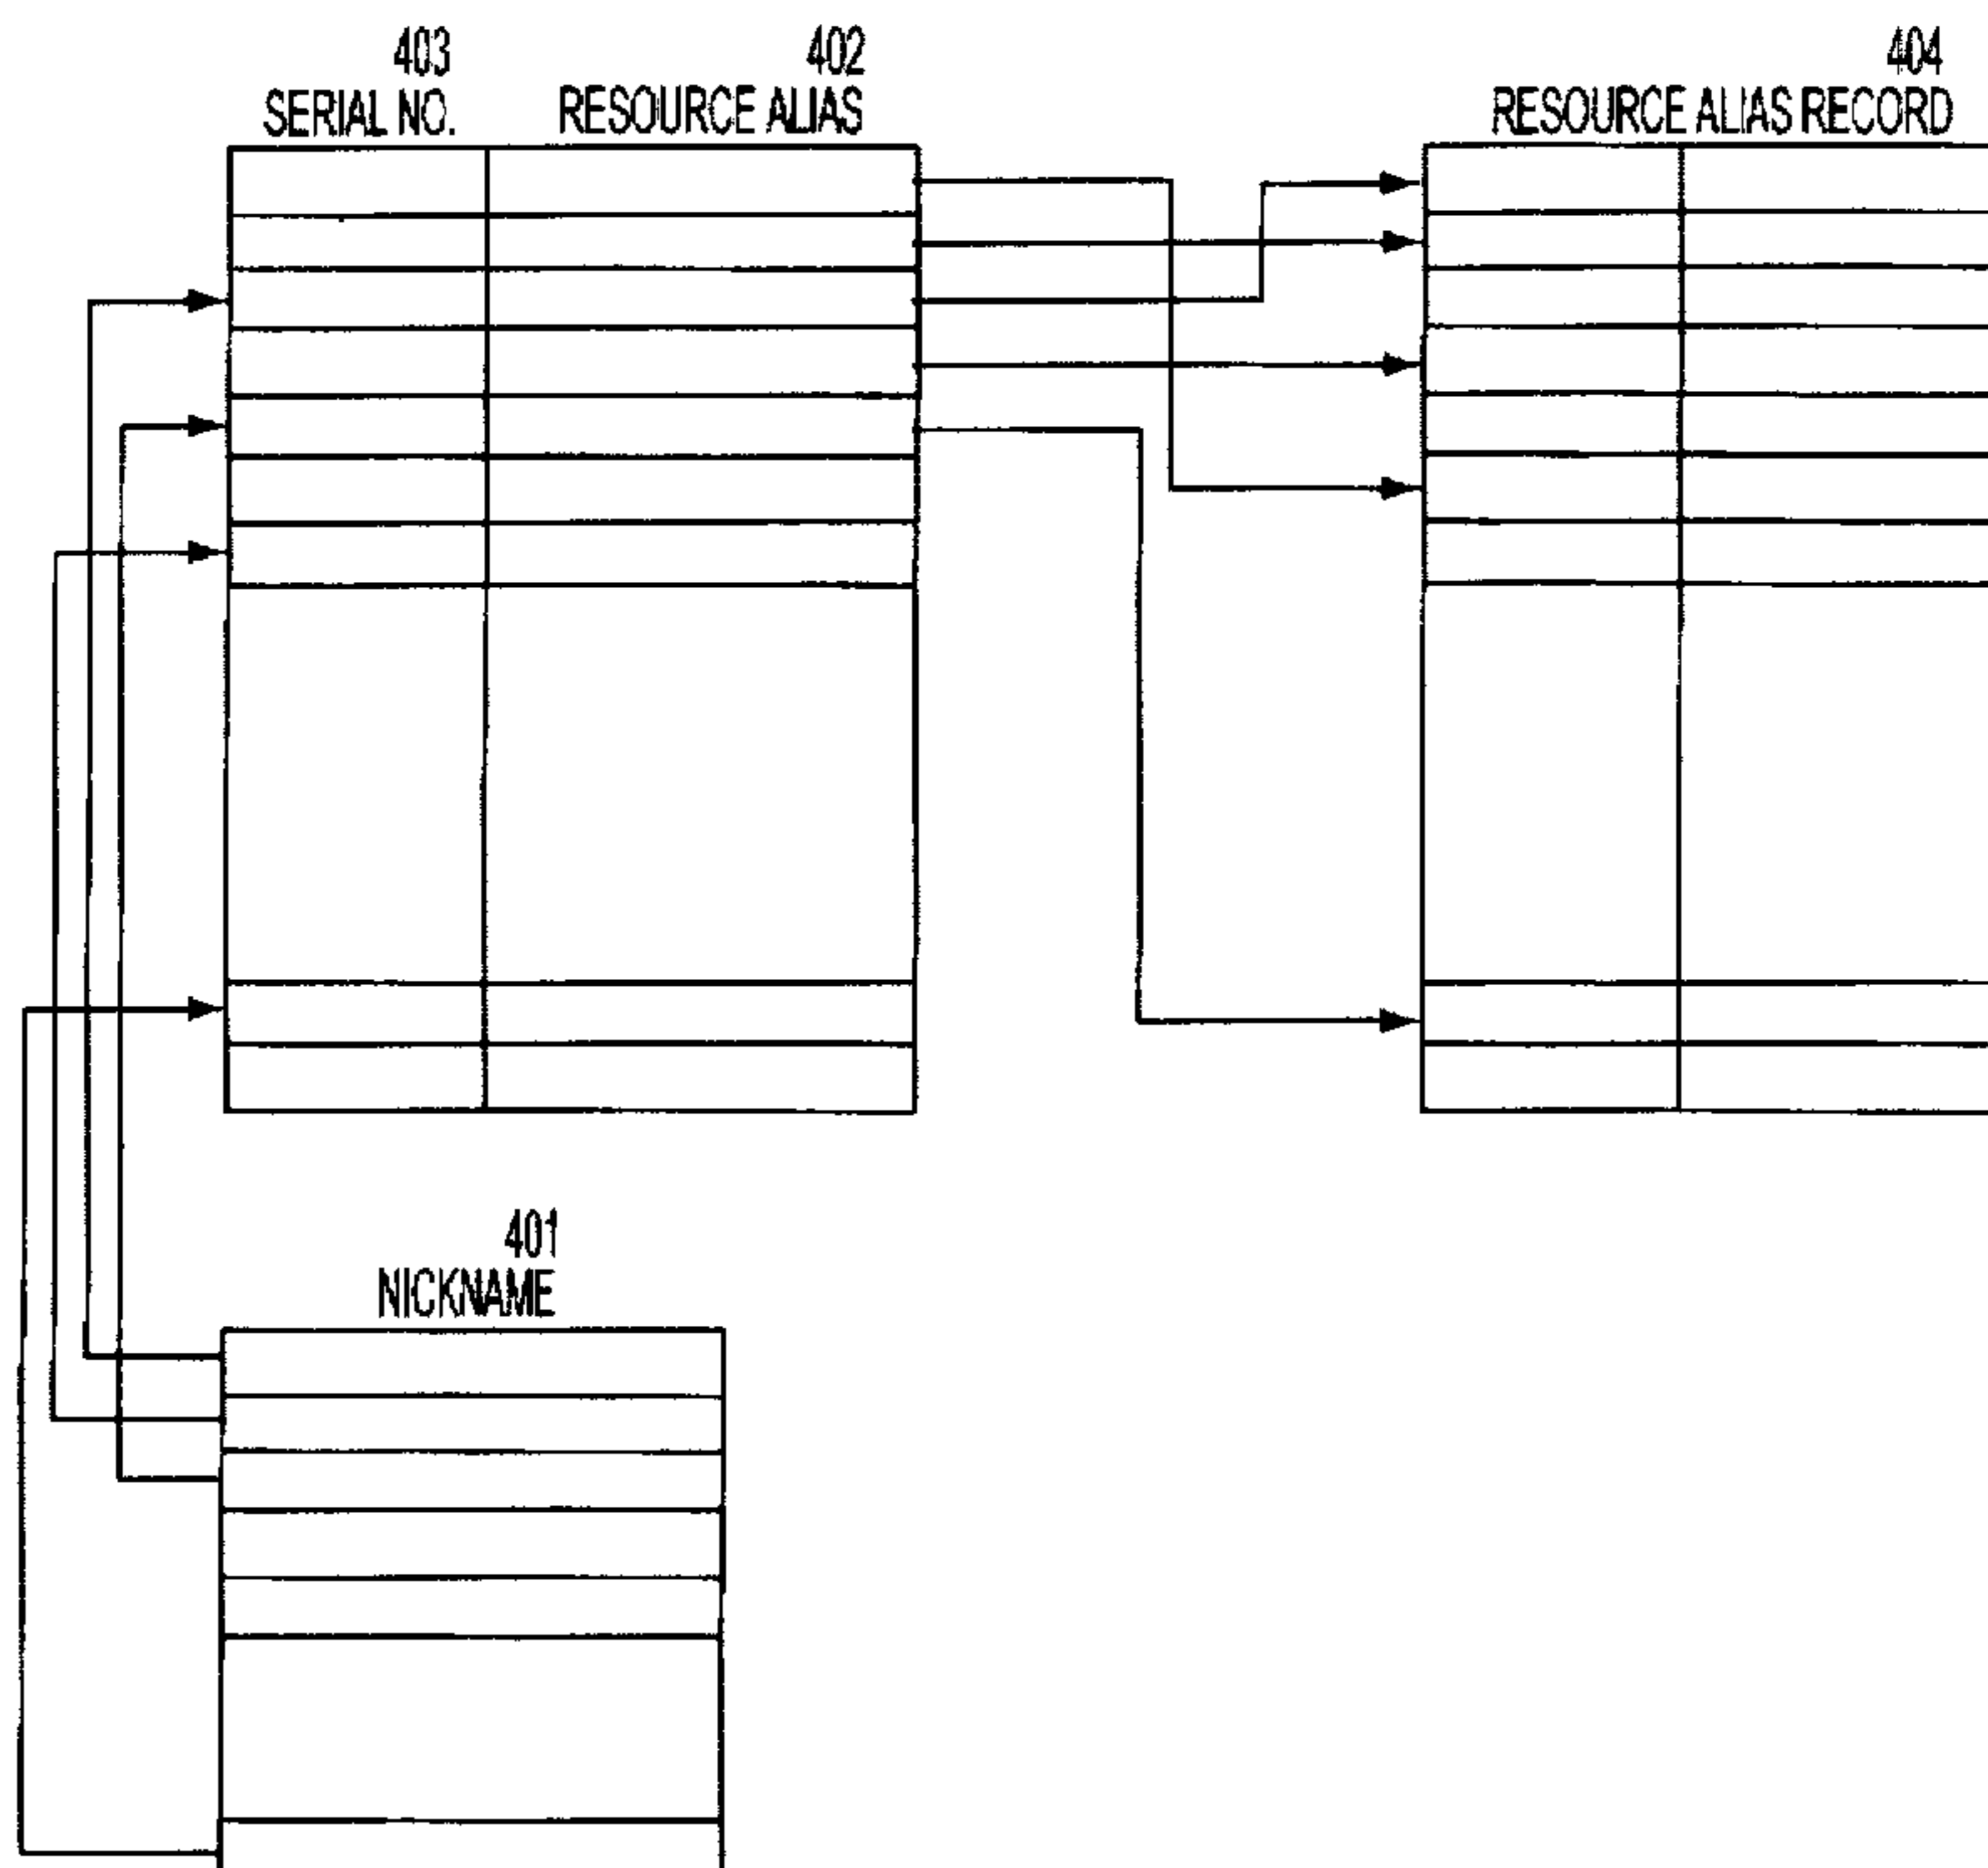 403
SERIAL NO.
402
RESOURCE ALIAS
404
RESOURCE ALIAS RECORD
401
NICKNAME